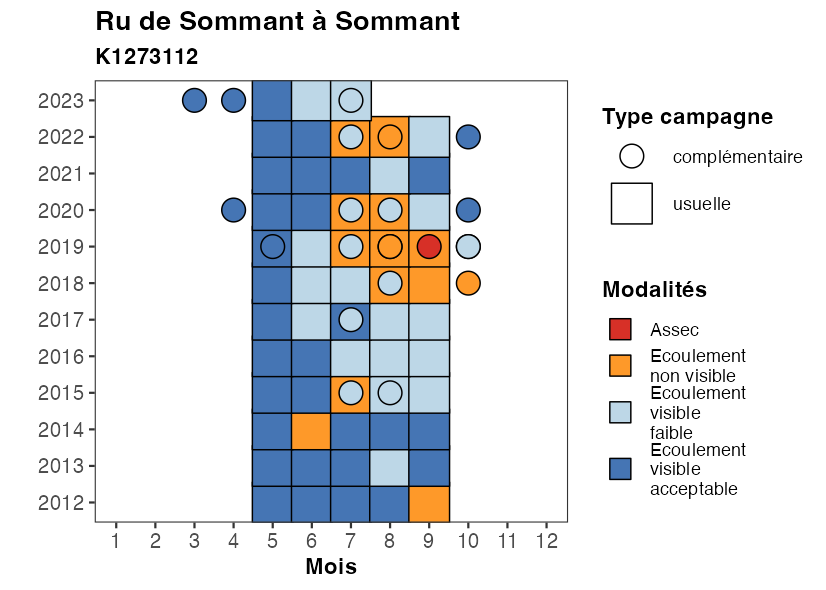 Ru de Sommant à Sommant
K1273112
2023
2022
2021
2020
2019
2018
2017
2016
2015
2014
2013
2012
1 2 3 4 5 6 7 8 9 10 11 12
Mois
Type campagne
complémentaire
usuelle
Modalités
Assec
Ecoulement
non visible
Ecoulement
visible
faible
Ecoulement
visible
acceptable